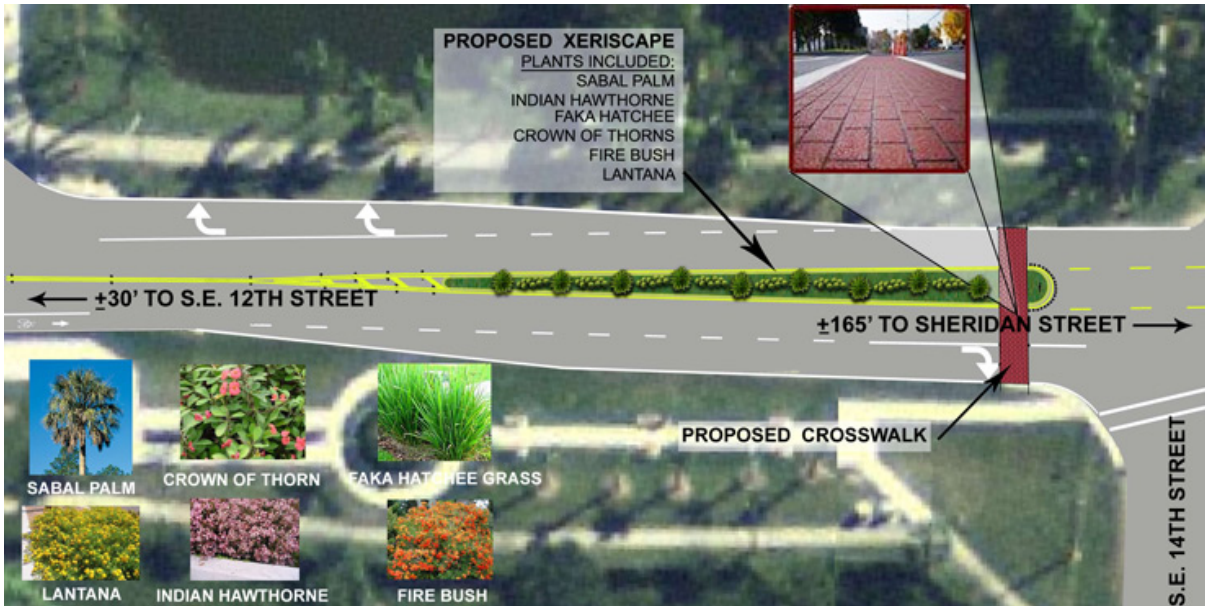 PROPOSED XERISCAPE
PLANTS INCLUDED:
SABAL PALM
INDIAN HAWTHORNE
FAKA HATCHEE
CROWN OF THORNS
FIRE BUSH
LANTANA
±30' TO S.E. 12TH STREET
±165' TO SHERIDAN STREET
PROPOSED CROSSWALK
S.E. 14TH STREET
SABAL PALM
CROWN OF THORN
FAKA HATCHEE GRASS
LANTANA
INDIAN HAWTHORNE
FIRE BUSH